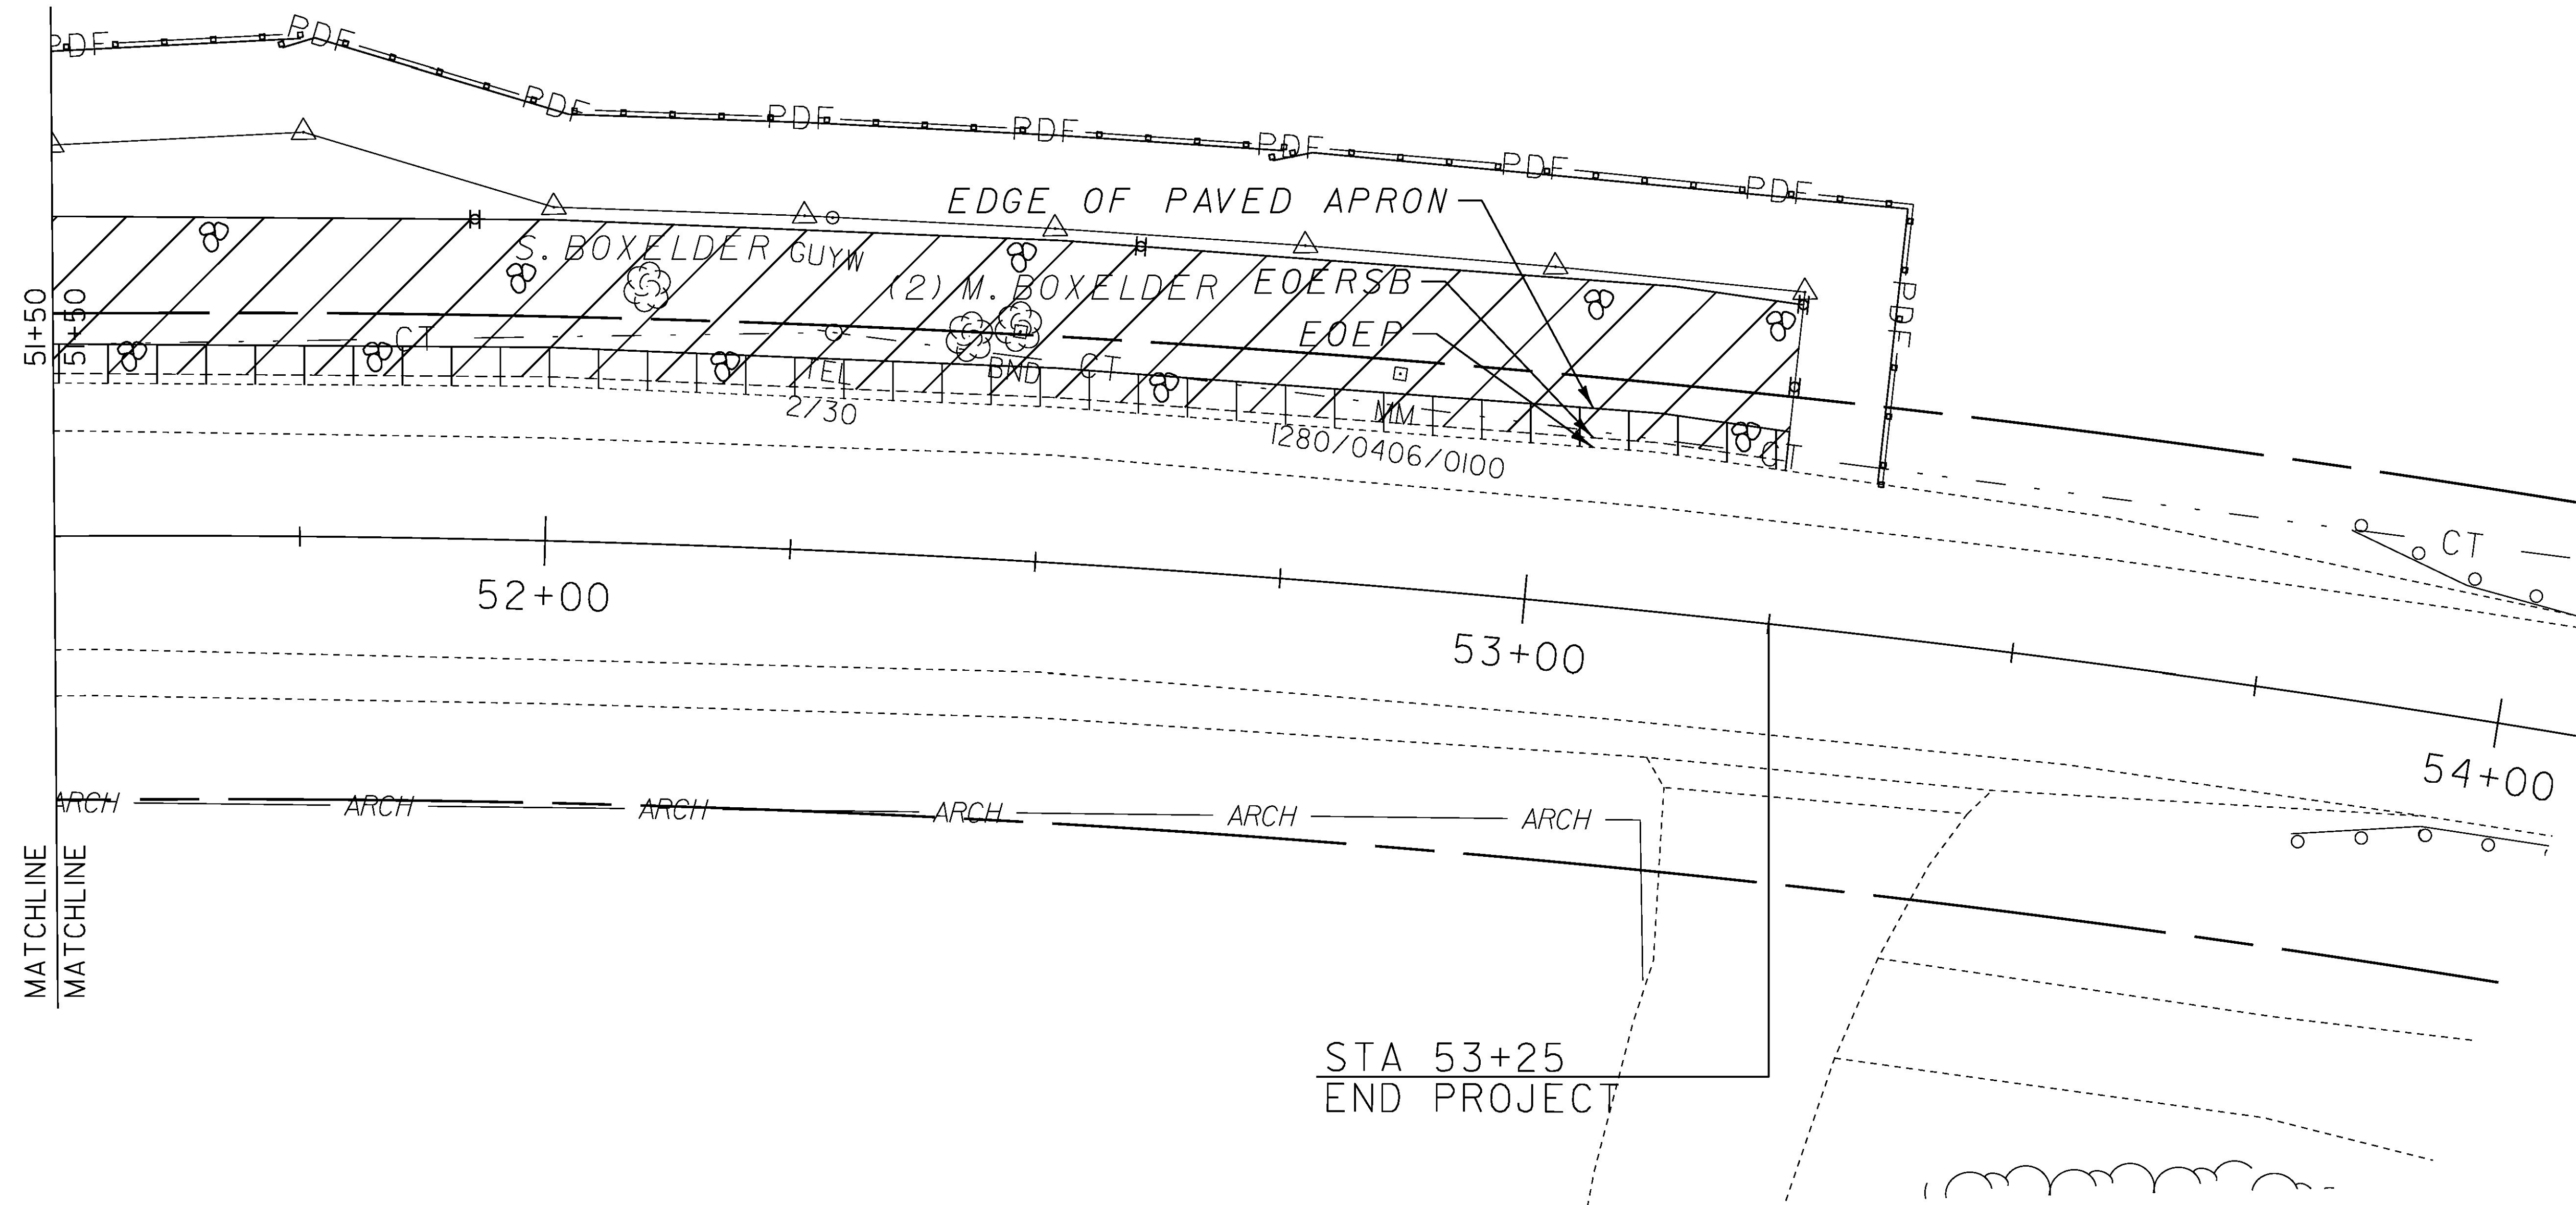 PDF
PDF
PDF
PDF
PDF
PDF
PDF
PDF
PDF
EDGE OF PAVED APRON
S. BOXELDER
GUYW
(2) M. BOXELDER
EOERSB
EOEP
51+50
51+50
CT
TEL
2/30
BND
CT
MM
1280/0406/0100
CT
CT
52+00
53+00
54+00
ARCH
ARCH
ARCH
ARCH
ARCH
ARCH
MATCHLINE
MATCHLINE
STA 53+25
END PROJECT